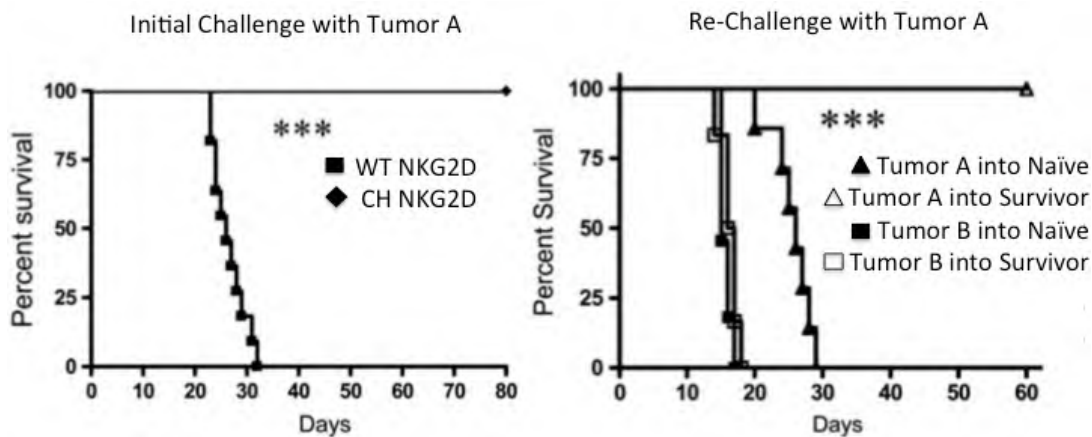 Initial Challenge with Tumor A
Percent survival
100
75
50
25
0
0 10 20 30 40 50 60 70 80
Days
***
WT NKG2D
CH NKG2D
Re-Challenge with Tumor A
Percent Survival
100
75
50
25
0
0 10 20 30 40 50 60
Days
***
Tumor A into Naïve
Tumor A into Survivor
Tumor B into Naïve
Tumor B into Survivor